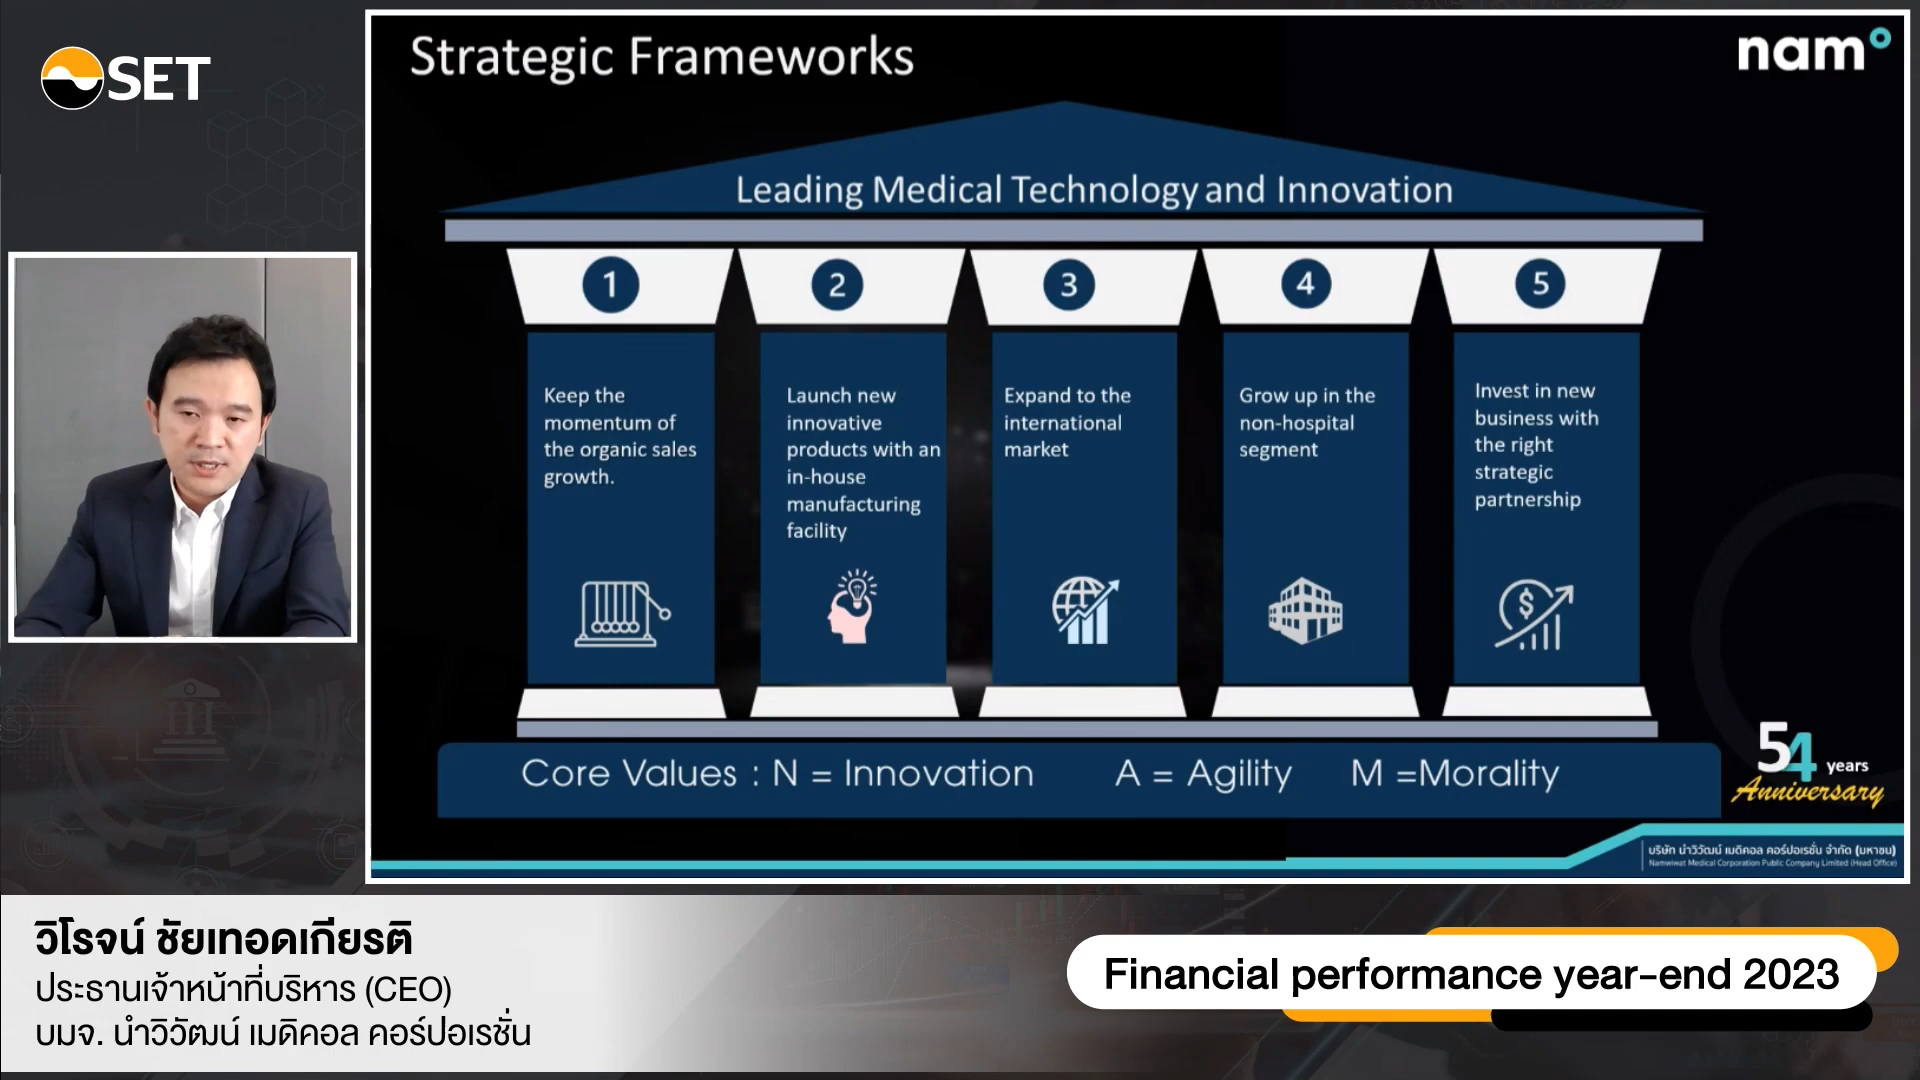 SET
Strategic Frameworks
nam
Leading Medical Technology and Innovation
1
2
3
4
5
Keep the
momentum of
the organic sales
growth.
Launch new
innovative
products with an
in-house
manufacturing
facility
Expand to the
international
market
Grow up in the
non-hospital
segment
Invest in new
business with
the right
strategic
partnership
$
Core Values : N = Innovation A = Agility M =Morality
54 years
Anniversary
บริษัท นำวิวัฒน์ เมดิคอล คอร์ปอเรชั่น จำกัด (มหาชน)
Namwiwat Medical Corporation Public Company Limited (Head Office)
วิโรจน์ ชัยเทอดเกียรติ
ประธานเจ้าหน้าที่บริหาร (CEO)
บมจ. นำวิวัฒน์ เมดิคอล คอร์ปอเรชั่น
Financial performance year-end 2023